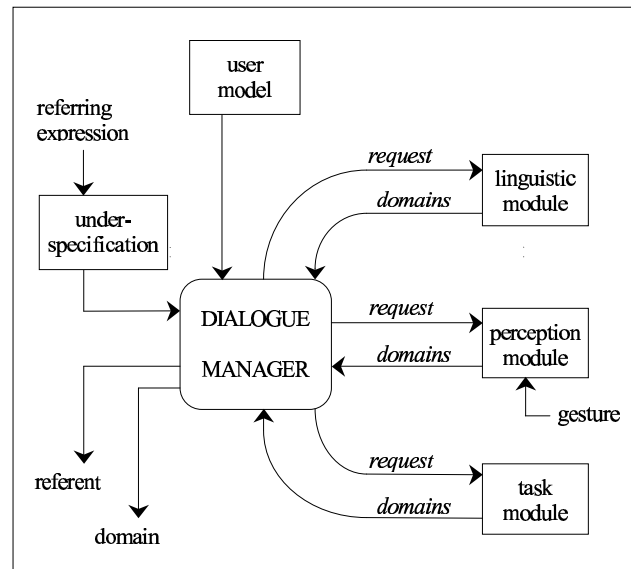 user
model
referring
expression
under-
specification
request
linguistic
module
domains
DIALOGUE
MANAGER
request
perception
module
domains
gesture
referent
domain
request
task
module
domains